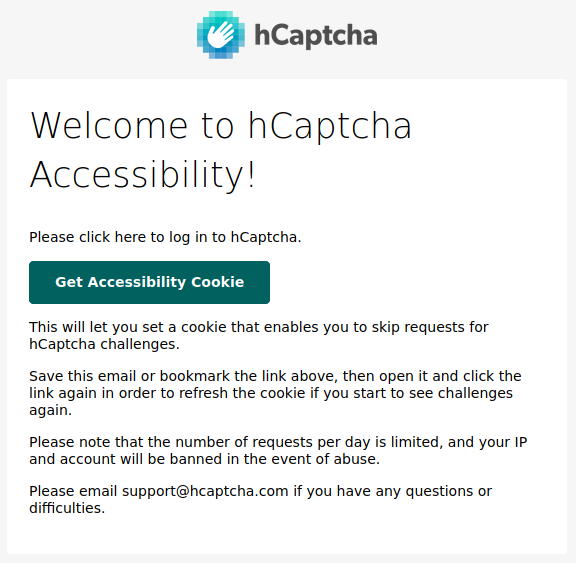 hCaptcha
Welcome to hCaptcha
Accessibility!
Please click here to log in to hCaptcha.
Get Accessibility Cookie
This will let you set a cookie that enables you to skip requests for
hCaptcha challenges.
Save this email or bookmark the link above, then open it and click the
link again in order to refresh the cookie if you start to see challenges
again.
Please note that the number of requests per day is limited, and your IP
and account will be banned in the event of abuse.
Please email support@hcaptcha.com if you have any questions or
difficulties.